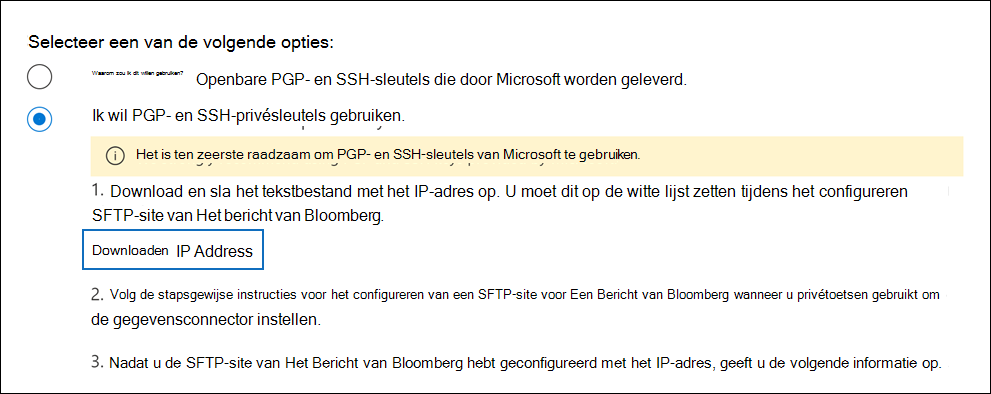 Selecteer een van de volgende opties:
Waarom zou ik dit willen gebruiken? Openbare PGP- en SSH-sleutels die door Microsoft worden geleverd.
Ik wil PGP- en SSH-privésleutels gebruiken.
Het is ten zeerste raadzaam om PGP- en SSH-sleutels van Microsoft te gebruiken.
1. Download en sla het tekstbestand met het IP-adres op. U moet dit op de witte lijst zetten tijdens het configureren
SFTP-site van Het bericht van Bloomberg.
Downloaden IP Address
2. Volg de stapsgewijse instructies voor het configureren van een SFTP-site voor Een Bericht van Bloomberg wanneer u privétoetsen gebruikt om
de gegevensconnector instellen.
3. Nadat u de SFTP-site van Het Bericht van Bloomberg hebt geconfigureerd met het IP-adres, geeft u de volgende informatie op.